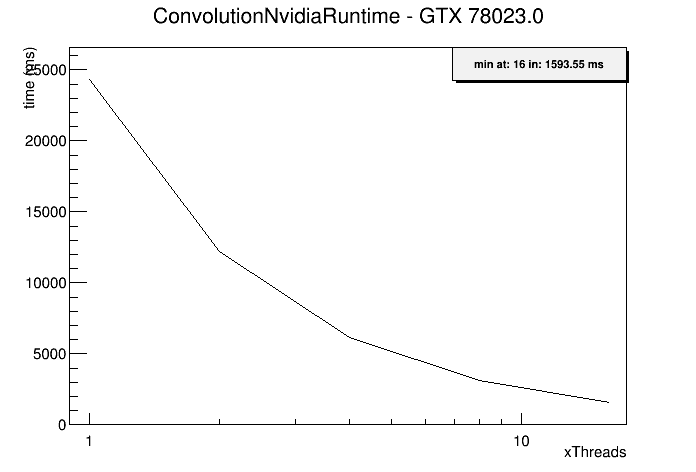 ConvolutionNvidiaRuntime - GTX 78023.0
time (ms)
min at: 16 in: 1593.55 ms
25000
20000
15000
10000
5000
0
1
10
xThreads